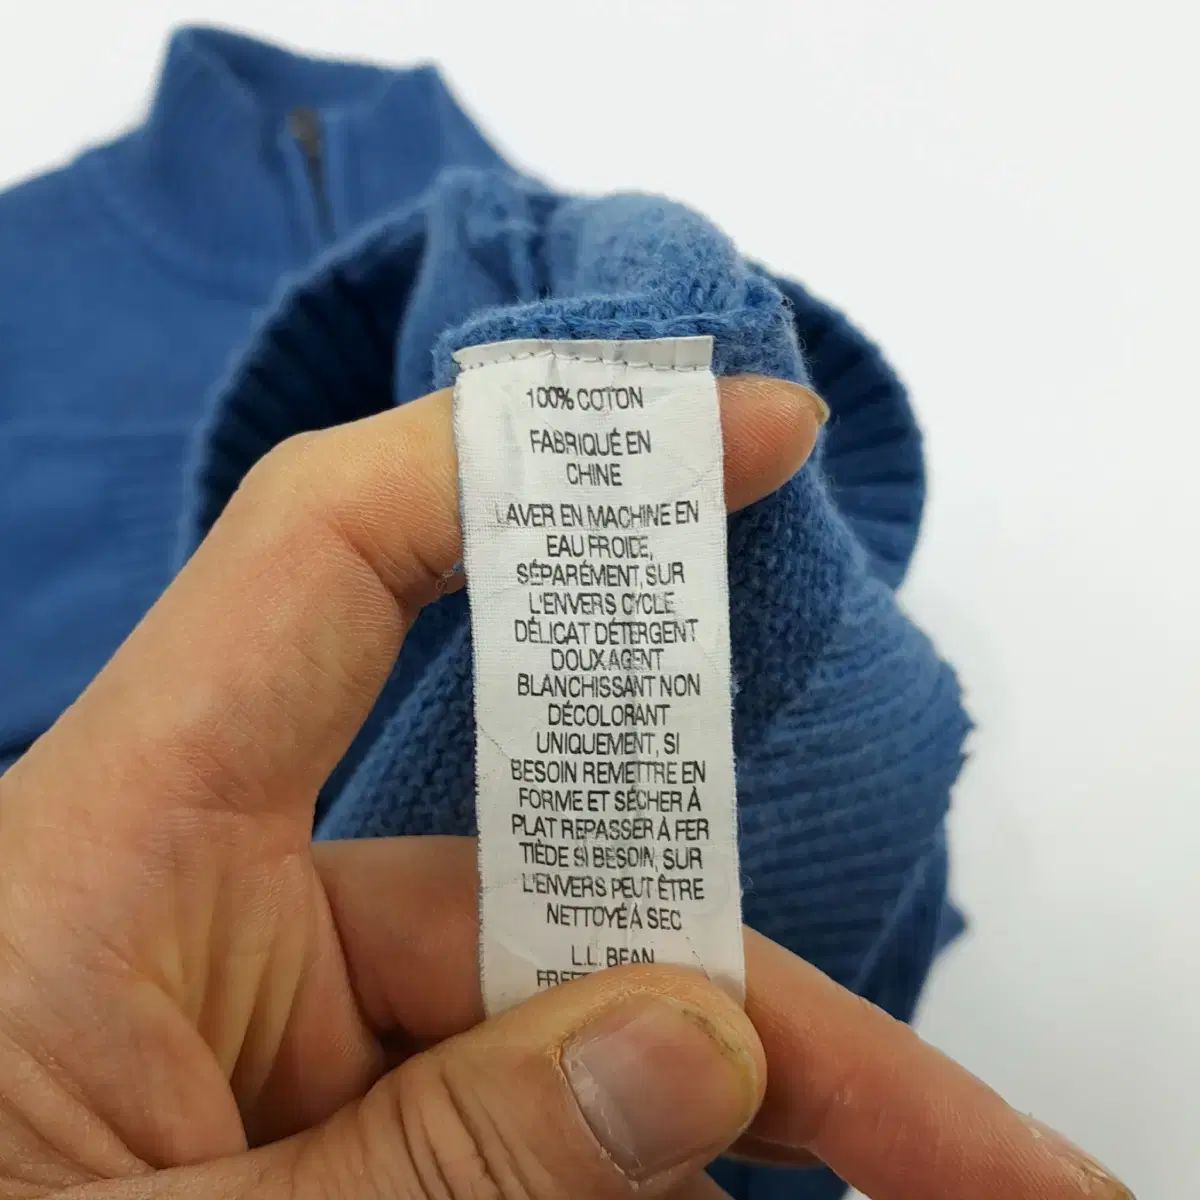 100% COTON
FABRIQUÉ EN
CHINE
LAVER EN MACHINE EN
EAU FROIDE,
SÉPARÉMENT, SUR
L'ENVERS CYCLE
DÉLICAT DÉTERGENT
DOUX AGENT
BLANCHISSANT NON
DÉCOLORANT
UNIQUEMENT, SI
BESOIN REMETTRE EN
FORME ET SÉCHER À
PLAT REPASSER À FER
TIÈDE SI BESOIN, SUR
L'ENVERS PEUT ÊTRE
NETTOYÉ À SEC
L.L. BEAN